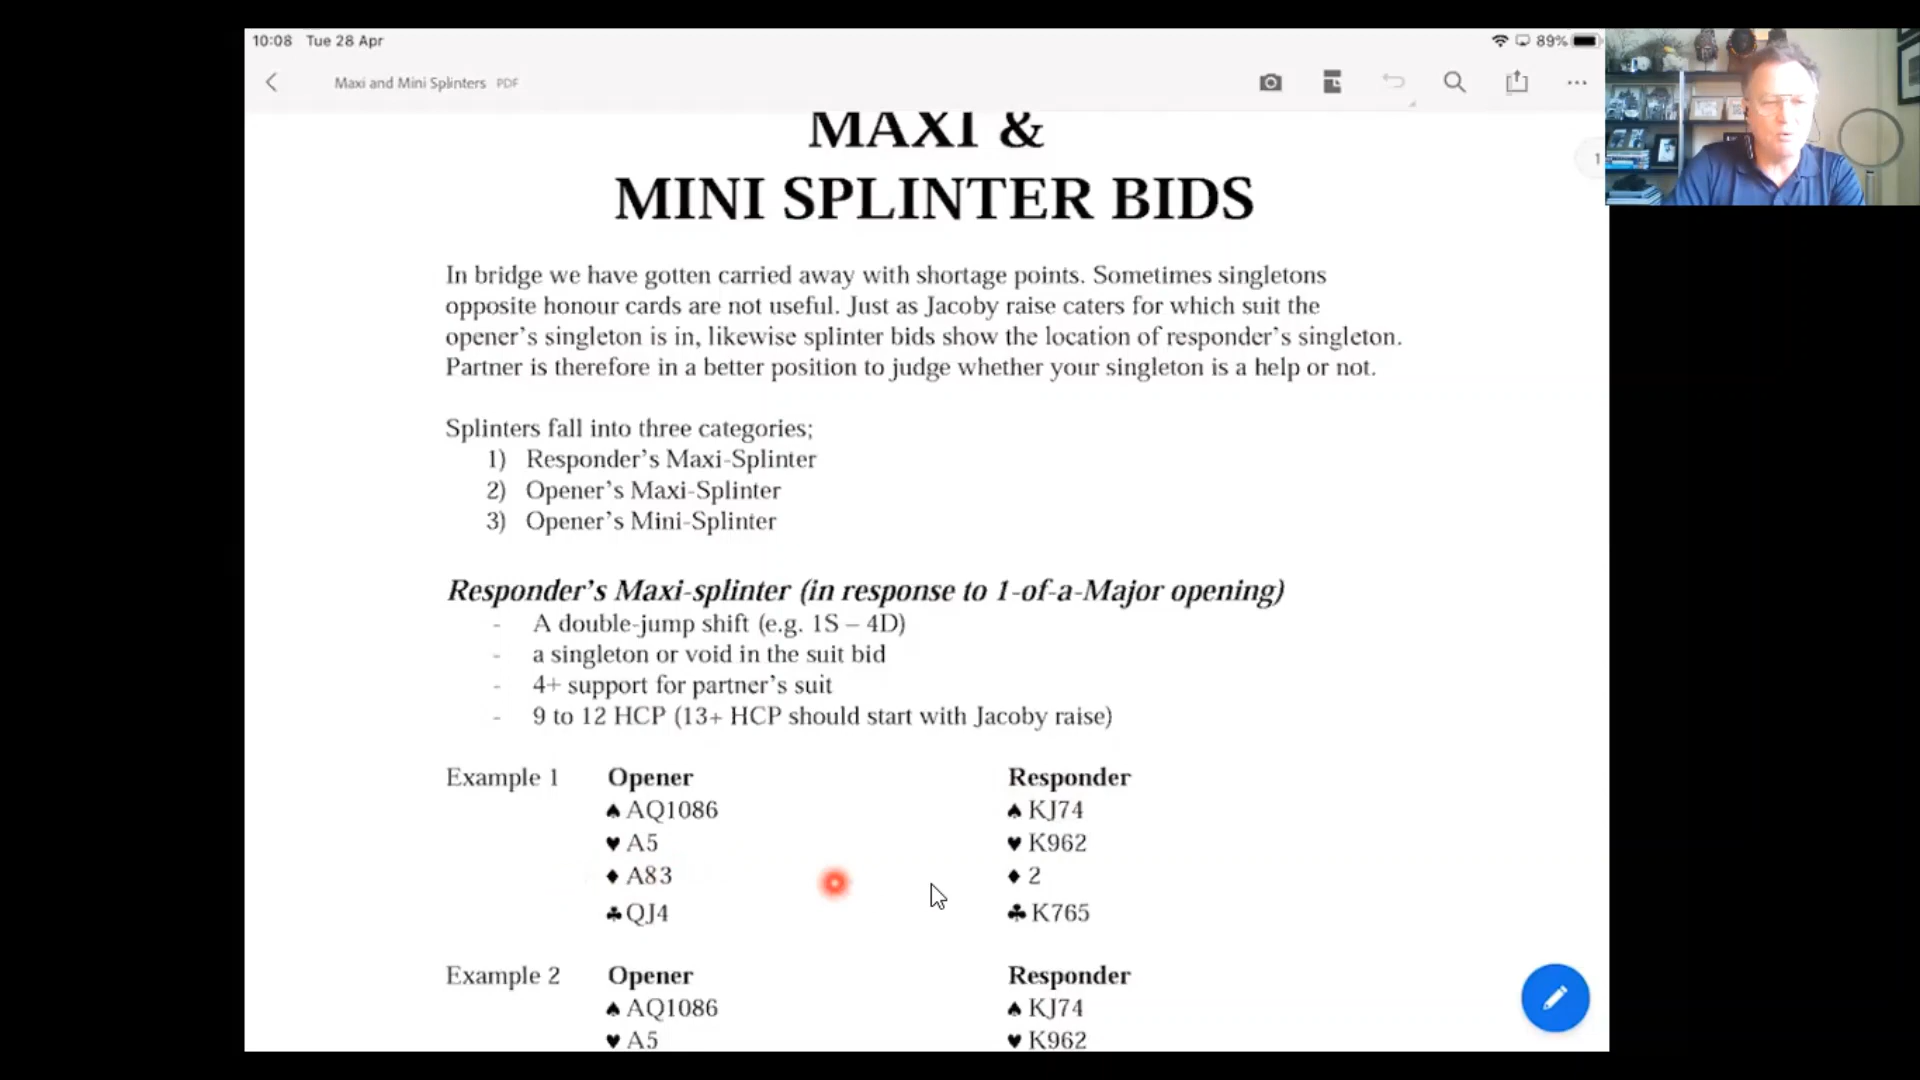 10:08 Tue 28 Apr 89%
Maxi and Mini Splinters PDF
MAXI &
MINI SPLINTER BIDS
1
In bridge we have gotten carried away with shortage points. Sometimes singletons
opposite honour cards are not useful. Just as Jacoby raise caters for which suit the
opener's singleton is in, likewise splinter bids show the location of responder's singleton.
Partner is therefore in a better position to judge whether your singleton is a help or not.
Splinters fall into three categories;
1) Responder's Maxi-Splinter
2) Opener's Maxi-Splinter
3) Opener's Mini-Splinter
Responder's Maxi-splinter (in response to 1-of-a-Major opening)
- A double-jump shift (e.g. 1S – 4D)
- a singleton or void in the suit bid
- 4+ support for partner's suit
- 9 to 12 HCP (13+ HCP should start with Jacoby raise)
Example 1 Opener Responder
♠ AQ1086 ♠ KJ74
♥ A5 ♥ K962
♦ A83 ♦ 2
♣ QJ4 ♣ K765
Example 2 Opener Responder
♠ AQ1086 ♠ KJ74
♥ A5 ♥ K962